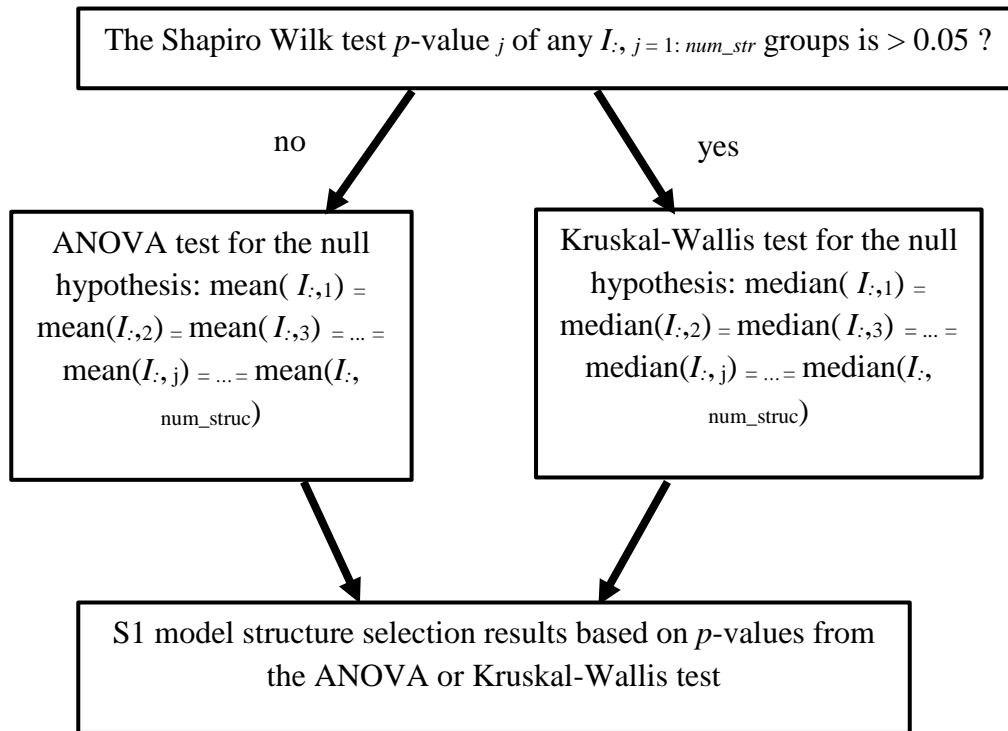 The Shapiro Wilk test p-value j of any I:, j = 1: num_str groups is > 0.05 ?
no
yes
ANOVA test for the null
hypothesis: mean( I:,1) =
mean(I:,2) = mean(I:,3) = ... =
mean(I:, j) = ... = mean(I:,
num_struc)
Kruskal-Wallis test for the null
hypothesis: median( I:,1) =
median(I:,2) = median(I:,3) = ... =
median(I:, j) = ... = median(I:,
num_struc)
S1 model structure selection results based on p-values from
the ANOVA or Kruskal-Wallis test